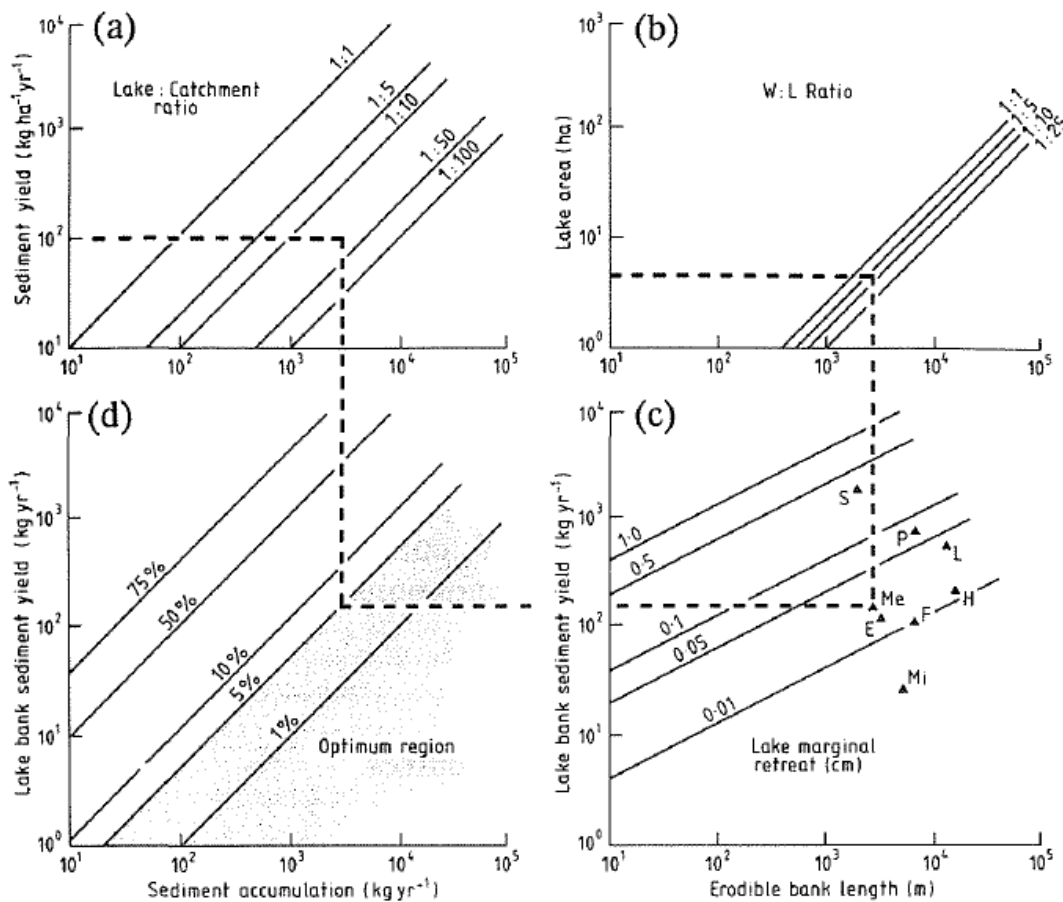 (a)
Lake : Catchment
ratio
1:1
1:5
1:10
1:50
1:100
Sediment yield (kg ha⁻¹yr⁻¹)
10⁴
10³
10²
10¹
10¹ 10² 10³ 10⁴ 10⁵
(b)
W:L Ratio
1:1
1:5
1:10
1:25
Lake area (ha)
10³
10²
10¹
10⁰
10¹ 10² 10³ 10⁴ 10⁵
(d)
75%
50%
10%
5%
1%
Optimum region
Lake bank sediment yield (kg yr⁻¹)
10⁴
10³
10²
10¹
10⁰
10¹ 10² 10³ 10⁴ 10⁵
Sediment accumulation (kg yr⁻¹)
(c)
1·0
0·5
0·1
0·05
0·01
S
P
L
Me
E
F
H
Mi
Lake marginal
retreat (cm)
Lake bank sediment yield (kg yr⁻¹)
10⁴
10³
10²
10¹
10⁰
10¹ 10² 10³ 10⁴ 10⁵
Erodible bank length (m)